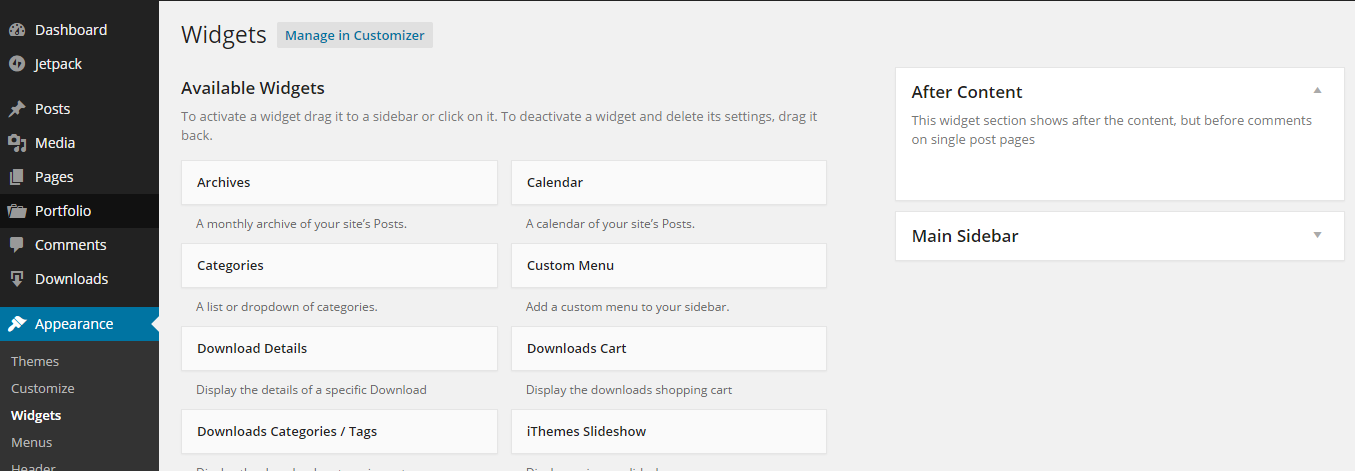 Dashboard
Jetpack
Posts
Media
Pages
Portfolio
Comments
Downloads
Appearance
Themes
Customize
Widgets
Menus
Header
Widgets
Manage in Customizer
Available Widgets
To activate a widget drag it to a sidebar or click on it. To deactivate a widget and delete its settings, drag it
back.
Archives
A monthly archive of your site's Posts.
Calendar
A calendar of your site's Posts.
Categories
A list or dropdown of categories.
Custom Menu
Add a custom menu to your sidebar.
Download Details
Display the details of a specific Download
Downloads Cart
Display the downloads shopping cart
Downloads Categories / Tags
iThemes Slideshow
After Content
This widget section shows after the content, but before comments
on single post pages
Main Sidebar